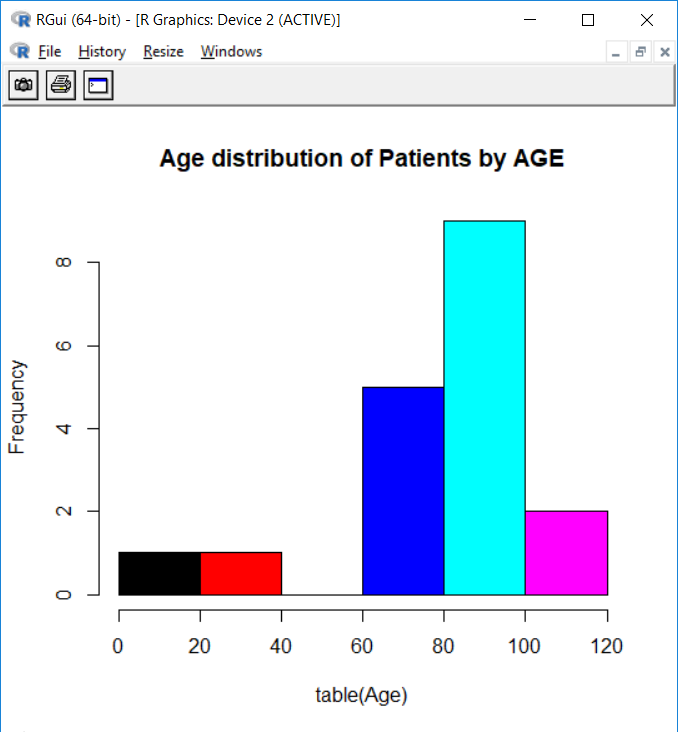 RGui (64-bit) - [R Graphics: Device 2 (ACTIVE)]
File History Resize Windows
Age distribution of Patients by AGE
Frequency
8
6
4
2
0
0 20 40 60 80 100 120
table(Age)